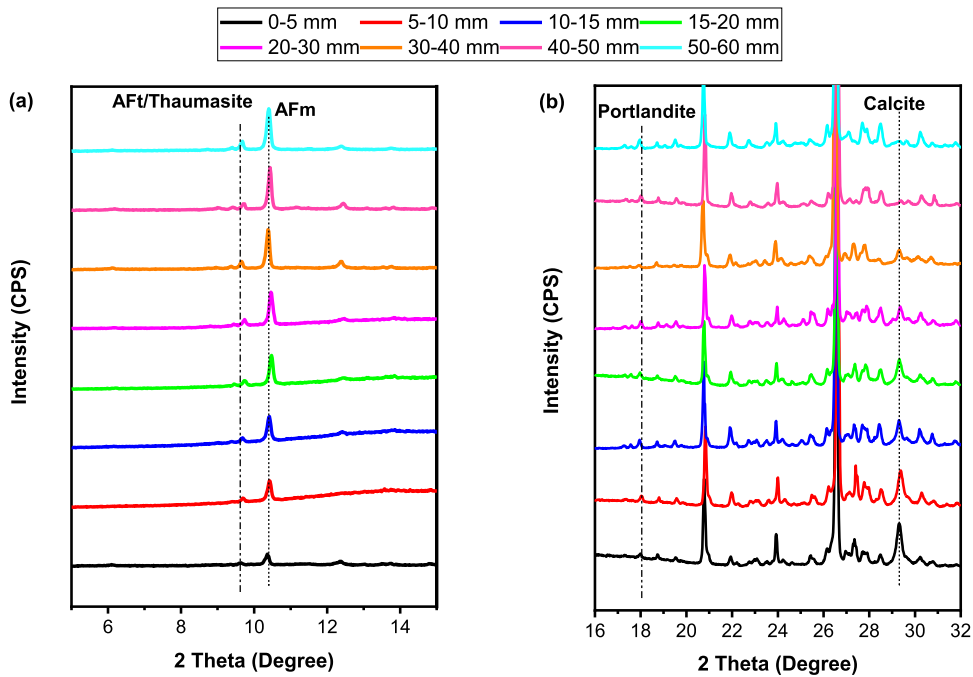 0-5 mm 5-10 mm 10-15 mm 15-20 mm
20-30 mm 30-40 mm 40-50 mm 50-60 mm
(a)
AFt/Thaumasite
AFm
Intensity (CPS)
6 8 10 12 14
2 Theta (Degree)
(b)
Portlandite
Calcite
Intensity (CPS)
16 18 20 22 24 26 28 30 32
2 Theta (Degree)